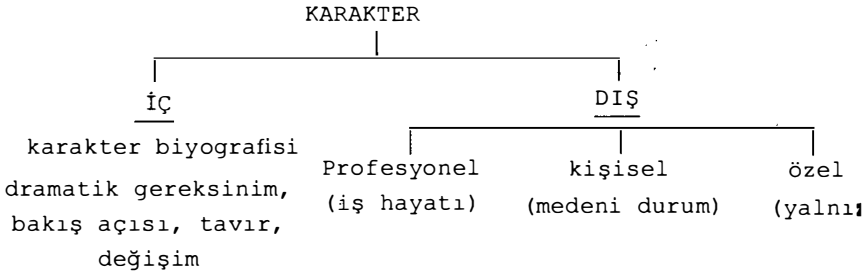 KARAKTER
İÇ
DIŞ
karakter biyografisi
dramatik gereksinim,
bakış açısı, tavır,
değişim
Profesyonel
(iş hayatı)
kişisel
(medeni durum)
özel